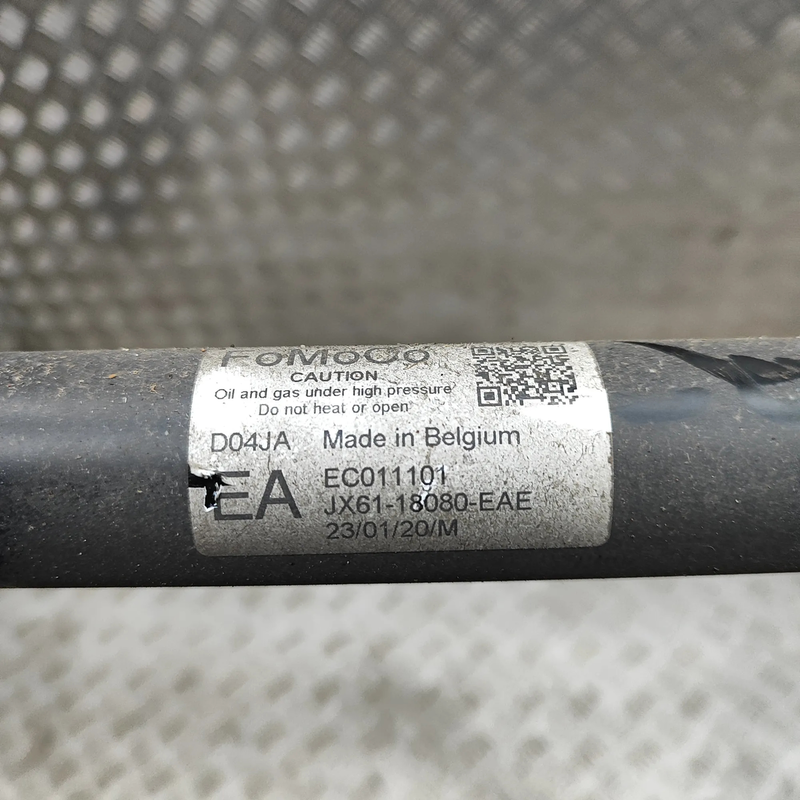 FoMoCo
CAUTION
Oil and gas under high pressure
Do not heat or open
D04JA Made in Belgium
EA
EC011101
JX61-18080-EAE
23/01/20/M